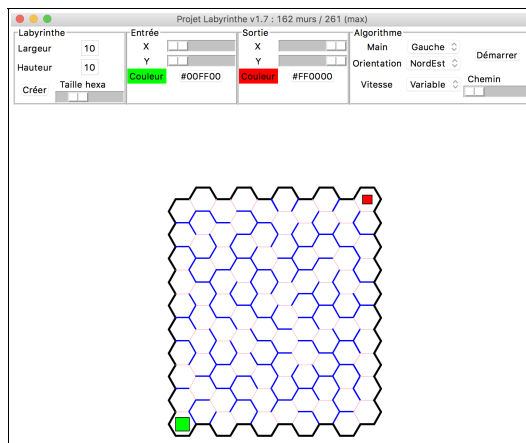 Projet Labyrinthe v1.7 : 162 murs / 261 (max)
Labyrinthe
Largeur 10
Hauteur 10
Créer Taille hexa
Entrée
X
Y
Couleur #00FF00
Sortie
X
Y
Couleur #FF0000
Algorithme
Main Gauche
Orientation NordEst
Vitesse Variable
Démarrer
Chemin